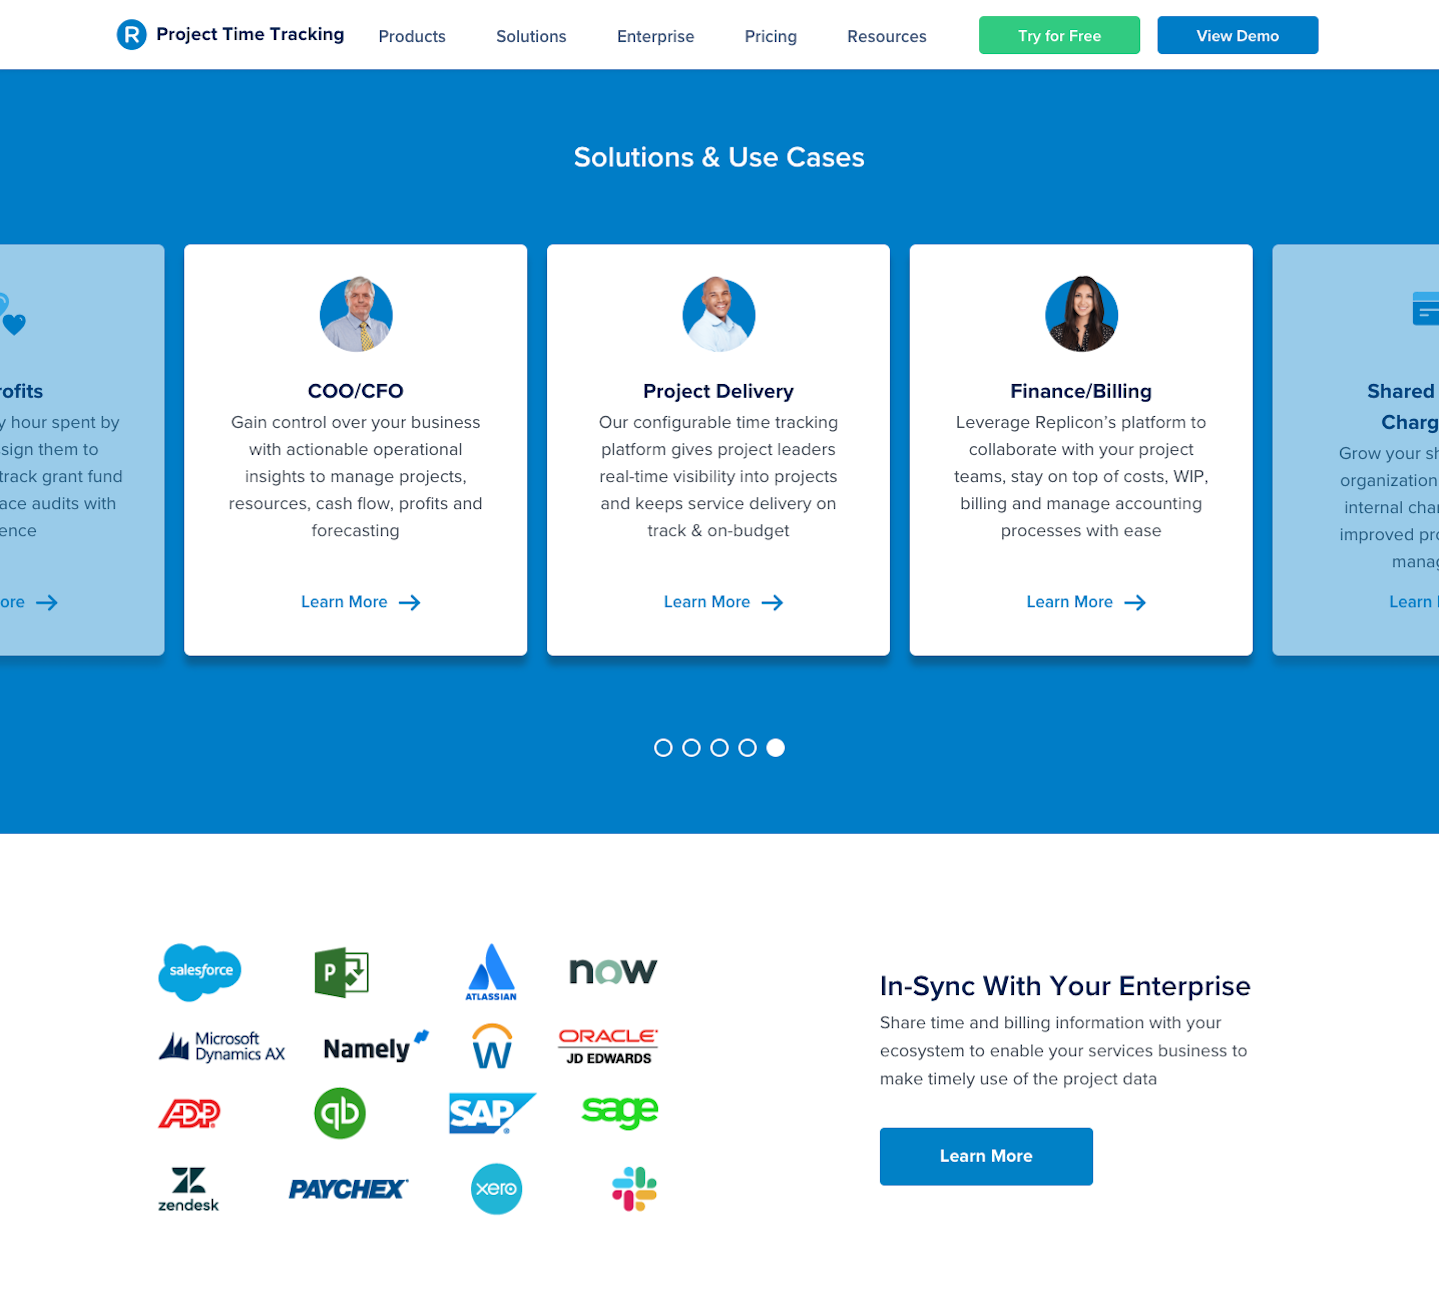 R Project Time Tracking Products Solutions Enterprise Pricing Resources Try for Free View Demo
Solutions & Use Cases
ofits
y hour spent by
sign them to
track grant fund
ace audits with
ence
ore
COO/CFO
Gain control over your business
with actionable operational
insights to manage projects,
resources, cash flow, profits and
forecasting
Learn More
Project Delivery
Our configurable time tracking
platform gives project leaders
real-time visibility into projects
and keeps service delivery on
track & on-budget
Learn More
Finance/Billing
Leverage Replicon’s platform to
collaborate with your project
teams, stay on top of costs, WIP,
billing and manage accounting
processes with ease
Learn More
Shared
Charg
Grow your sh
organization
internal char
improved pro
manag
Learn
salesforce
P
ATLASSIAN
now
Microsoft
Dynamics AX
Namely
W
ORACLE
JD EDWARDS
ADP
qb
SAP
sage
zendesk
PAYCHEX
xero
In-Sync With Your Enterprise
Share time and billing information with your
ecosystem to enable your services business to
make timely use of the project data
Learn More